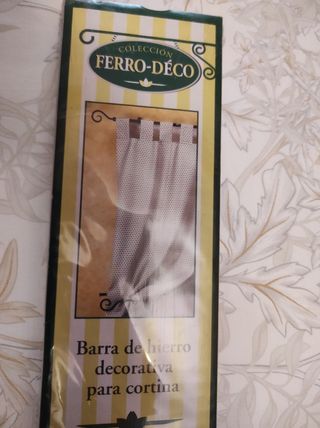 COLECCIÓN
FERRO-DÉCO
Barra de hierro
decorativa
para cortina